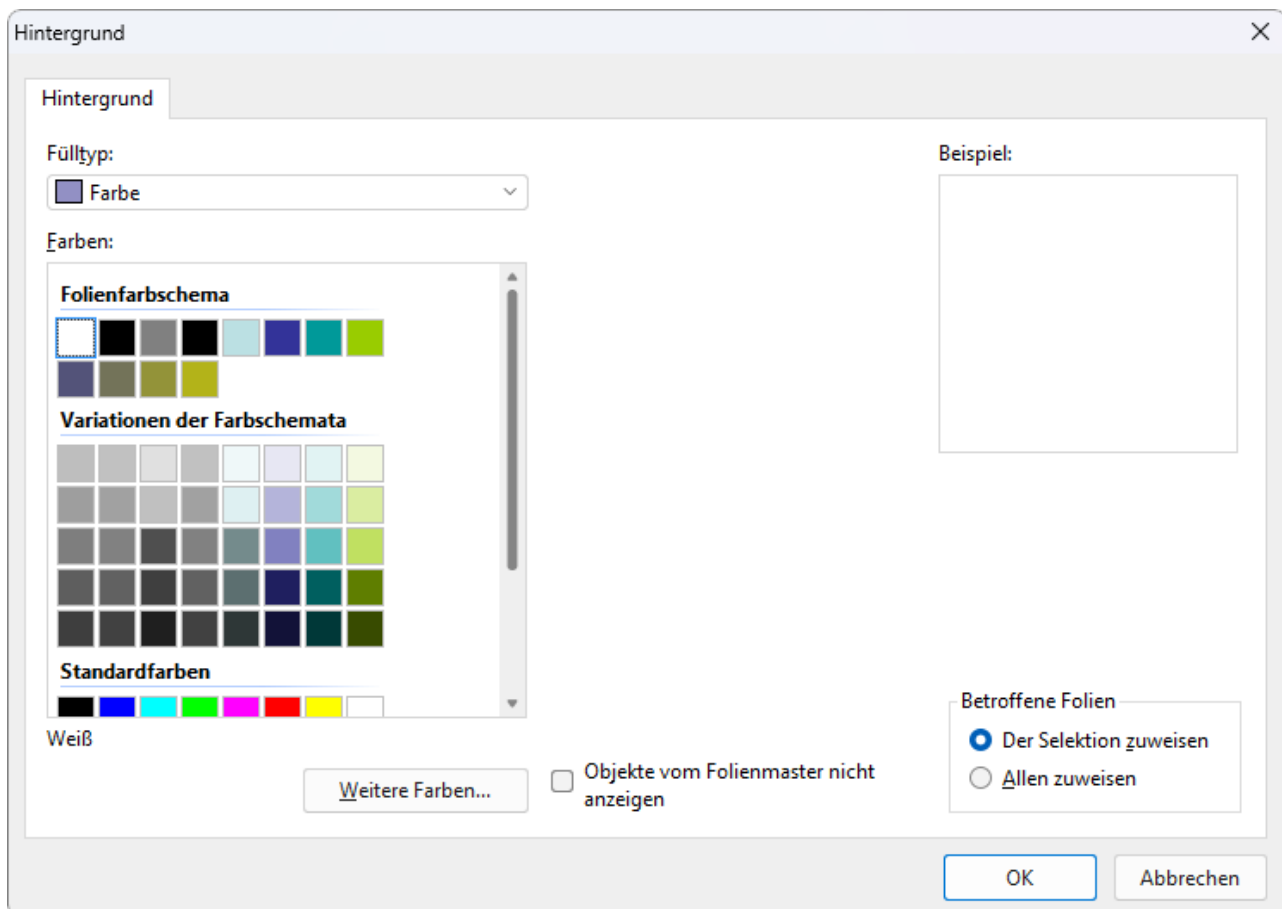 Hintergrund
Hintergrund
Fülltyp:
Farbe
Farben:
Folienfarbschema
Variationen der Farbschemata
Standardfarben
Weiß
Weitere Farben...
Objekte vom Folienmaster nicht
anzeigen
Beispiel:
Betroffene Folien
Der Selektion zuweisen
Allen zuweisen
OK
Abbrechen